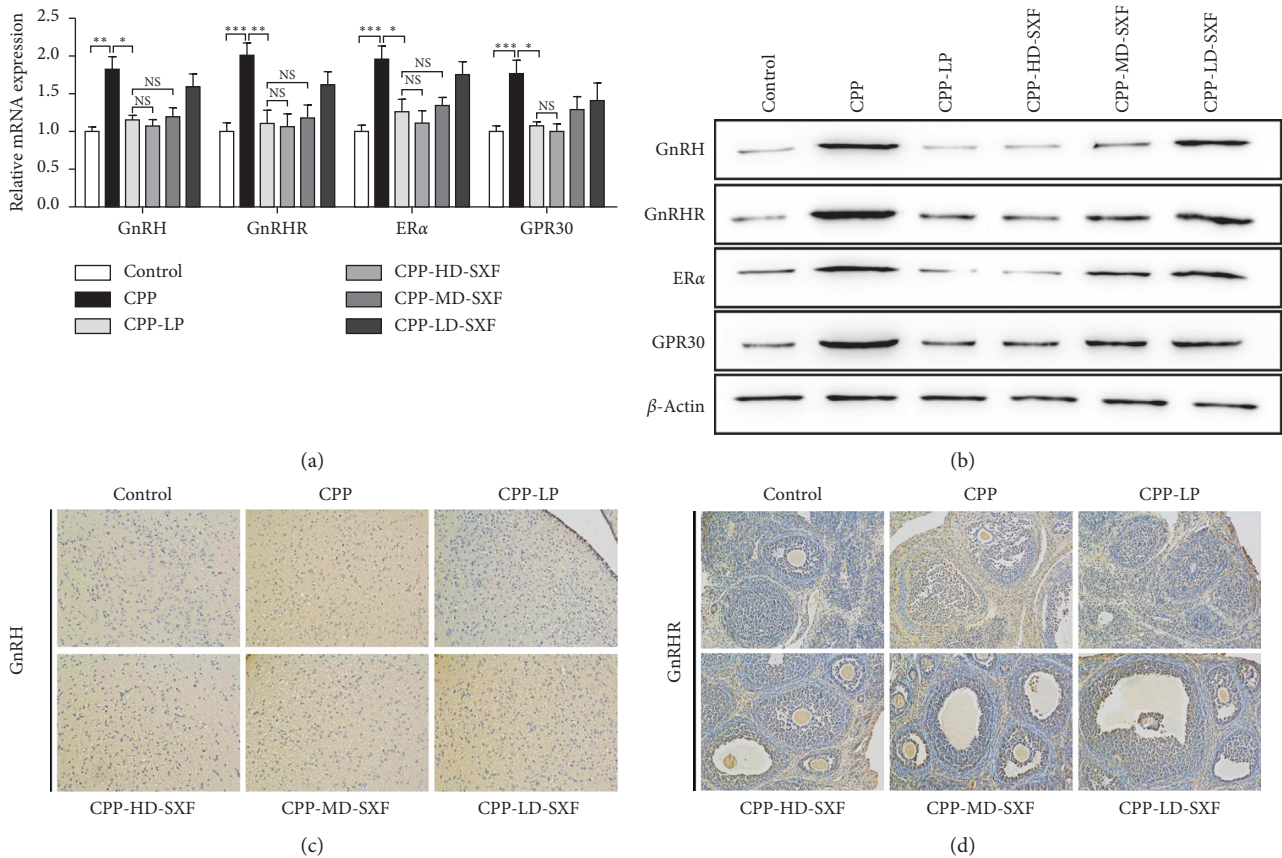 Relative mRNA expression
2.5
2.0
1.5
1.0
0.5
0.0
** *
NS
NS
*** **
NS
NS
*** *
NS
NS
*** *
NS
GnRH GnRHR ERα GPR30
Control
CPP
CPP-LP
CPP-HD-SXF
CPP-MD-SXF
CPP-LD-SXF
(a)
Control
CPP
CPP-LP
CPP-HD-SXF
CPP-MD-SXF
CPP-LD-SXF
GnRH
GnRHR
ERα
GPR30
β-Actin
(b)
Control CPP CPP-LP
GnRH
CPP-HD-SXF CPP-MD-SXF CPP-LD-SXF
(c)
Control CPP CPP-LP
GnRHR
CPP-HD-SXF CPP-MD-SXF CPP-LD-SXF
(d)